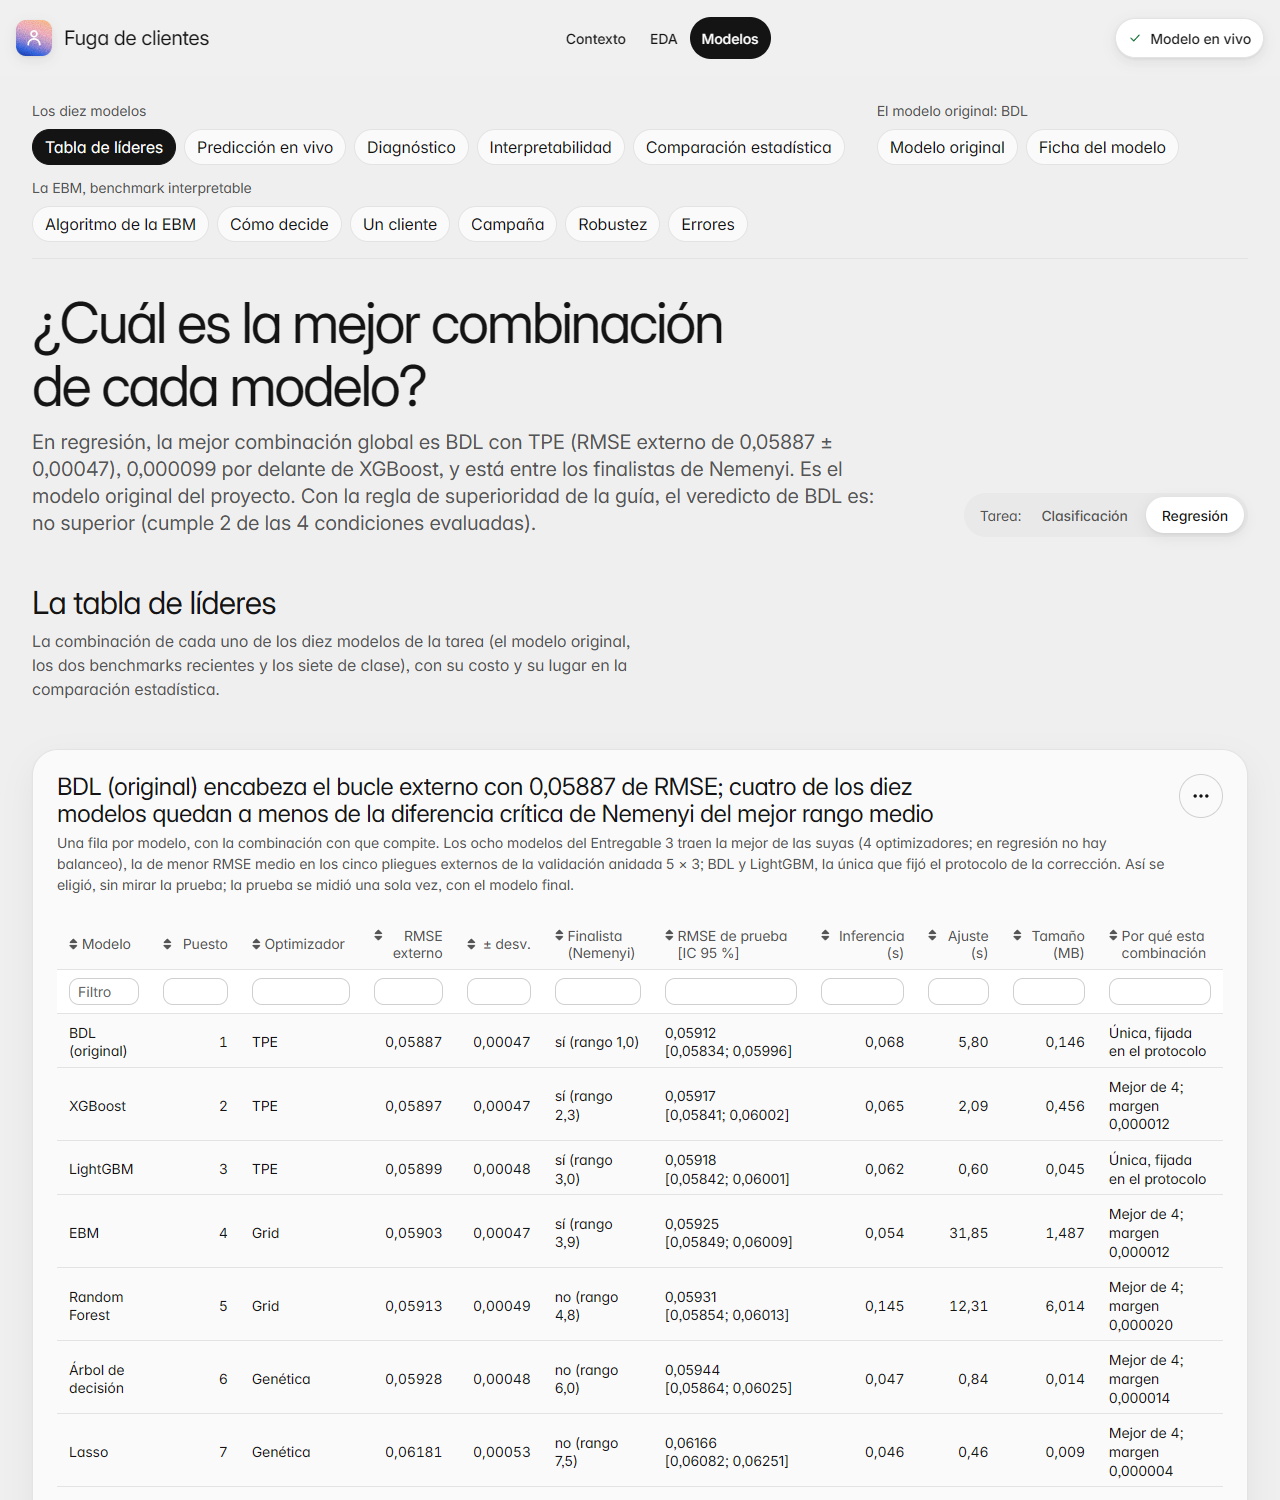 Fuga de clientes
Contexto
EDA
Modelos
Modelo en vivo
Los diez modelos
Tabla de líderes
Predicción en vivo
Diagnóstico
Interpretabilidad
Comparación estadística
El modelo original: BDL
Modelo original
Ficha del modelo
La EBM, benchmark interpretable
Algoritmo de la EBM
Cómo decide
Un cliente
Campaña
Robustez
Errores
¿Cuál es la mejor combinación
de cada modelo?
En regresión, la mejor combinación global es BDL con TPE (RMSE externo de 0,05887 ±
0,00047), 0,000099 por delante de XGBoost, y está entre los finalistas de Nemenyi. Es el
modelo original del proyecto. Con la regla de superioridad de la guía, el veredicto de BDL es:
no superior (cumple 2 de las 4 condiciones evaluadas).
Tarea:
Clasificación
Regresión
La tabla de líderes
La combinación de cada uno de los diez modelos de la tarea (el modelo original,
los dos benchmarks recientes y los siete de clase), con su costo y su lugar en la
comparación estadística.
BDL (original) encabeza el bucle externo con 0,05887 de RMSE; cuatro de los diez
modelos quedan a menos de la diferencia crítica de Nemenyi del mejor rango medio
Una fila por modelo, con la combinación con que compite. Los ocho modelos del Entregable 3 traen la mejor de las suyas (4 optimizadores; en regresión no hay
balanceo), la de menor RMSE medio en los cinco pliegues externos de la validación anidada 5 × 3; BDL y LightGBM, la única que fijó el protocolo de la corrección. Así se
eligió, sin mirar la prueba; la prueba se midió una sola vez, con el modelo final.
Modelo
Puesto
Optimizador
RMSE
externo
± desv.
Finalista
(Nemenyi)
RMSE de prueba
[IC 95 %]
Inferencia
(s)
Ajuste
(s)
Tamaño
(MB)
Por qué esta
combinación
Filtro
BDL
(original)
1
TPE
0,05887
0,00047
sí (rango 1,0)
0,05912
[0,05834; 0,05996]
0,068
5,80
0,146
Única, fijada
en el protocolo
XGBoost
2
TPE
0,05897
0,00047
sí (rango
2,3)
0,05917
[0,05841; 0,06002]
0,065
2,09
0,456
Mejor de 4;
margen
0,000012
LightGBM
3
TPE
0,05899
0,00048
sí (rango
3,0)
0,05918
[0,05842; 0,06001]
0,062
0,60
0,045
Única, fijada
en el protocolo
EBM
4
Grid
0,05903
0,00047
sí (rango
3,9)
0,05925
[0,05849; 0,06009]
0,054
31,85
1,487
Mejor de 4;
margen
0,000012
Random
Forest
5
Grid
0,05913
0,00049
no (rango
4,8)
0,05931
[0,05854; 0,06013]
0,145
12,31
6,014
Mejor de 4;
margen
0,000020
Árbol de
decisión
6
Genética
0,05928
0,00048
no (rango
6,0)
0,05944
[0,05864; 0,06025]
0,047
0,84
0,014
Mejor de 4;
margen
0,000014
Lasso
7
Genética
0,06181
0,00053
no (rango
7,5)
0,06166
[0,06082; 0,06251]
0,046
0,46
0,009
Mejor de 4;
margen
0,000004